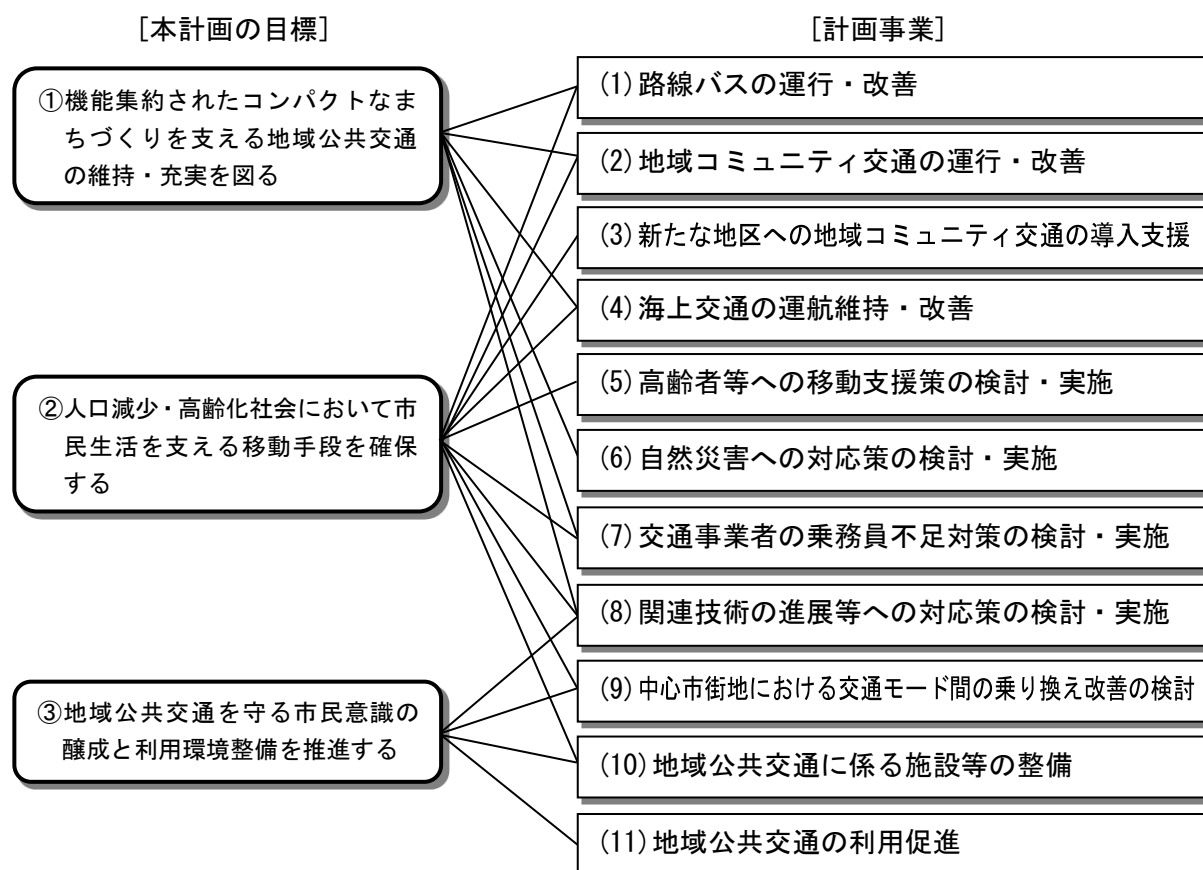 [本計画の目標]
[計画事業]
①機能集約されたコンパクトなま
ちづくりを支える地域公共交通
の維持・充実を図る
②人口減少・高齢化社会において市
民生活を支える移動手段を確保
する
③地域公共交通を守る市民意識の
醸成と利用環境整備を推進する
(1)路線バスの運行・改善
(2)地域コミュニティ交通の運行・改善
(3)新たな地区への地域コミュニティ交通の導入支援
(4)海上交通の運航維持・改善
(5)高齢者等への移動支援策の検討・実施
(6)自然災害への対応策の検討・実施
(7)交通事業者の乗務員不足対策の検討・実施
(8)関連技術の進展等への対応策の検討・実施
(9)中心市街地における交通モード間の乗り換え改善の検討
(10)地域公共交通に係る施設等の整備
(11)地域公共交通の利用促進